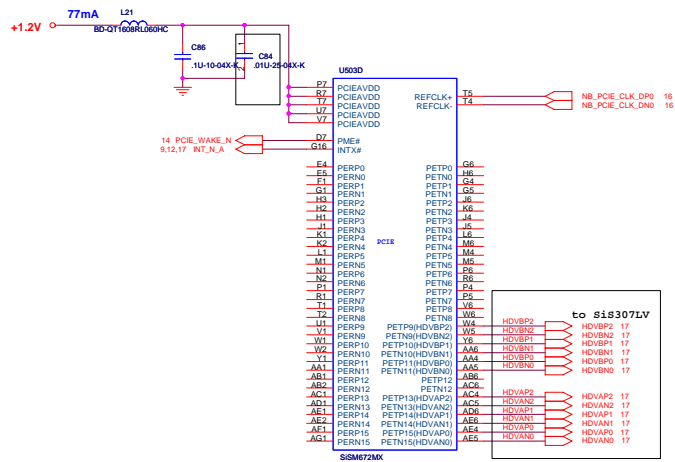 77mA
L21
BD-QT1608RL060HC
+1.2V
C86
.1U-10-04X-K
1
C84
.01U-25-04X-K
2
U503D
P7 PCIEAVDD
R7 PCIEAVDD
T7 PCIEAVDD
U7 PCIEAVDD
V7 PCIEAVDD
REFCLK+ T5 NB_PCIE_CLK_DP0 16
REFCLK- T4 NB_PCIE_CLK_DN0 16
14 PCIE_WAKE_N D7 PME#
9,12,17 INT_N_A G16 INTX#
E4 PERP0 PETP0 G6
E5 PERN0 PETN0 H6
F1 PERP1 PETP1 G4
G1 PERN1 PETN1 G5
H3 PERP2 PETP2 J6
H2 PERN2 PETN2 K6
H1 PERP3 PETP3 J4
J1 PERN3 PETN3 J5
K1 PERP4 PETP4 L6
K2 PERN4 PETN4 M6
PCIE
L1 PERP5 PETP5 M4
M1 PERN5 PETN5 M5
N1 PERP6 PETP6 P6
N2 PERN6 PETN6 R6
P1 PERP7 PETP7 P4
R1 PERN7 PETN7 P5
T1 PERP8 PETP8 V6
T2 PERN8 PETN8 W6
to SiS307LV
U1 PERP9 PETP9(HDVBP2) W4 HDVBP2 HDVBP2 17
V1 PERN9 PETN9(HDVBN2) W5 HDVBN2 HDVBN2 17
W1 PERP10 PETP10(HDVBP1) Y6 HDVBP1 HDVBP1 17
W2 PERN10 PETN10(HDVBN1) AA6 HDVBN1 HDVBN1 17
Y1 PERP11 PETP11(HDVBP0) AA4 HDVBP0 HDVBP0 17
AA1 PERN11 PETN11(HDVBN0) AA5 HDVBN0 HDVBN0 17
AB1 PERP12 PETP12 AB6
AB2 PERN12 PETN12 AC6
AC1 PERP13 PETP13(HDVAP2) AC4 HDVAP2 HDVAP2 17
AD1 PERN13 PETN13(HDVAN2) AC5 HDVAN2 HDVAN2 17
AE1 PERP14 PETP14(HDVAP1) AD6 HDVAP1 HDVAP1 17
AE2 PERN14 PETN14(HDVAN1) AE6 HDVAN1 HDVAN1 17
AF1 PERP15 PETP15(HDVAP0) AE4 HDVAP0 HDVAP0 17
AG1 PERN15 PETN15(HDVAN0) AE5 HDVAN0 HDVAN0 17
SiSM672MX